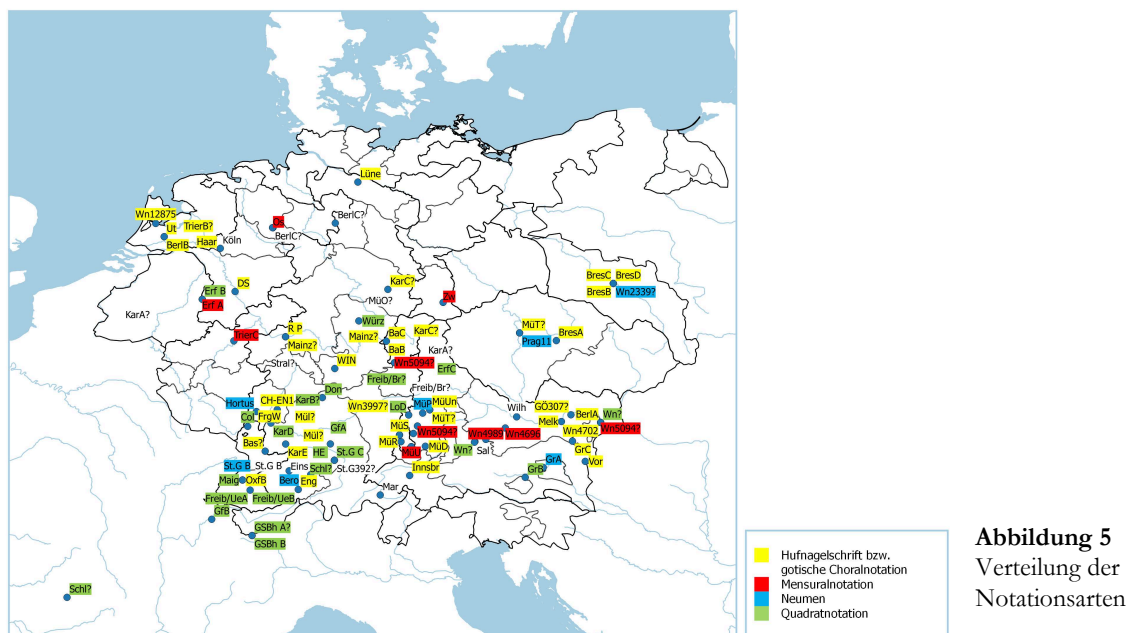 Lüne
Wn12875
Ut
TrierB?
Os
BerlC?
BerlB
Haar
Köln
BerlC?
DS
Erf B
Erf A
KarA?
KarC?
MüO?
Zw
BresC
BresD
BresB
Wn2339?
TrierC
R P
Mainz?
Würz
Mainz?
BaC
KarC?
BaB
KarA?
MüT?
BresA
Prag11
Stral?
WIN
Wn5094?
ErfC
Freib/Br?
Freib/Br?
Don
Hortus
CH-EN1
KarB?
Col
FrgW
Mül?
Wn3997?
LoD
MüP
MüUn
MüT?
Wilh
GÖ307?
BerlA
Wn?
Melk
Wn5094?
KarD
GfA
MüS
Wn5094?
Wn4989
Wn4696
Wn4702
Bas?
Mül?
KarE
HE
St.G C
MüR
MüU
MüD
Wn?
Sal
GrC
St.G B
St.G B
Eins
Schl?
St.G392?
Innsbr
GrA
Vor
Maig
OxfB
Bero
Eng
Mar
GrB
Freib/UeA
Freib/UeB
GfB
GSBh A?
GSBh B
Schl?
Hufnagelschrift bzw.
gotische Choralnotation
Mensuralnotation
Neumen
Quadratnotation
Abbildung 5
Verteilung der
Notationsarten